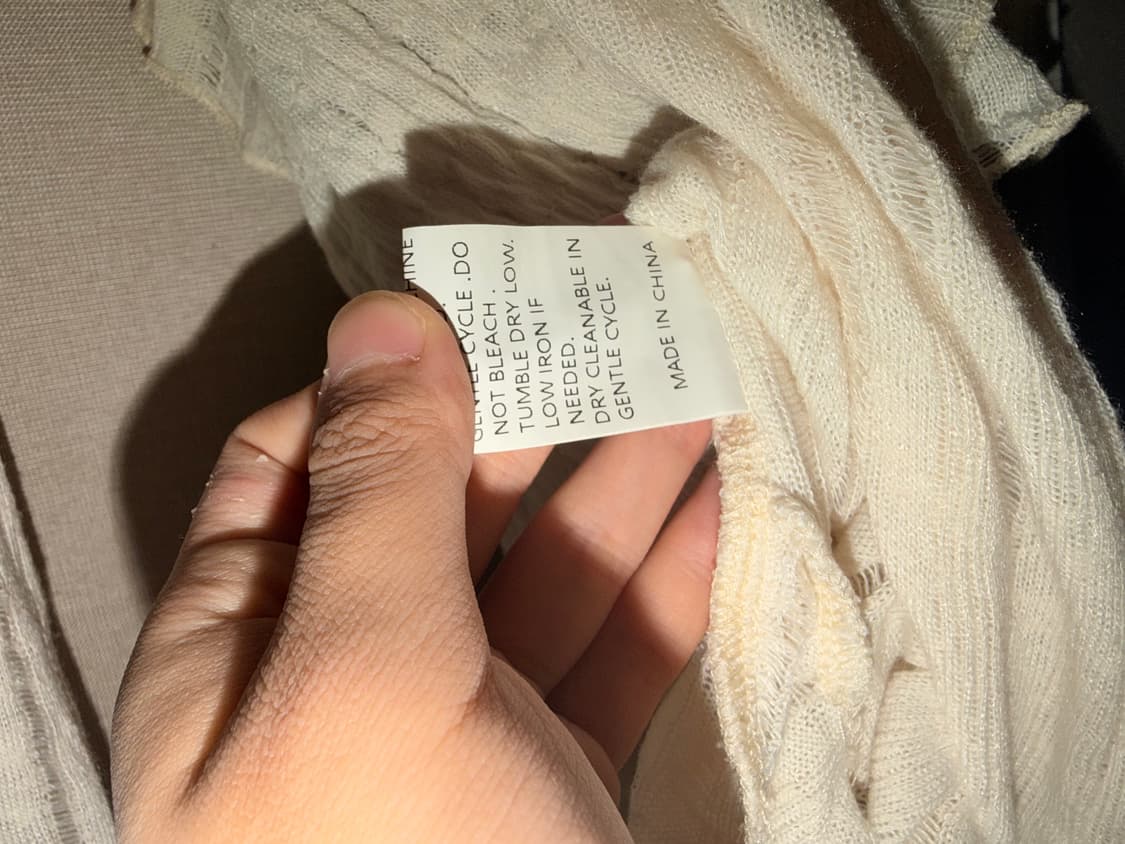 GENTLE CYCLE .DO
NOT BLEACH .
TUMBLE DRY LOW.
LOW IRON IF
NEEDED.
DRY CLEANABLE IN
GENTLE CYCLE.
MADE IN CHINA